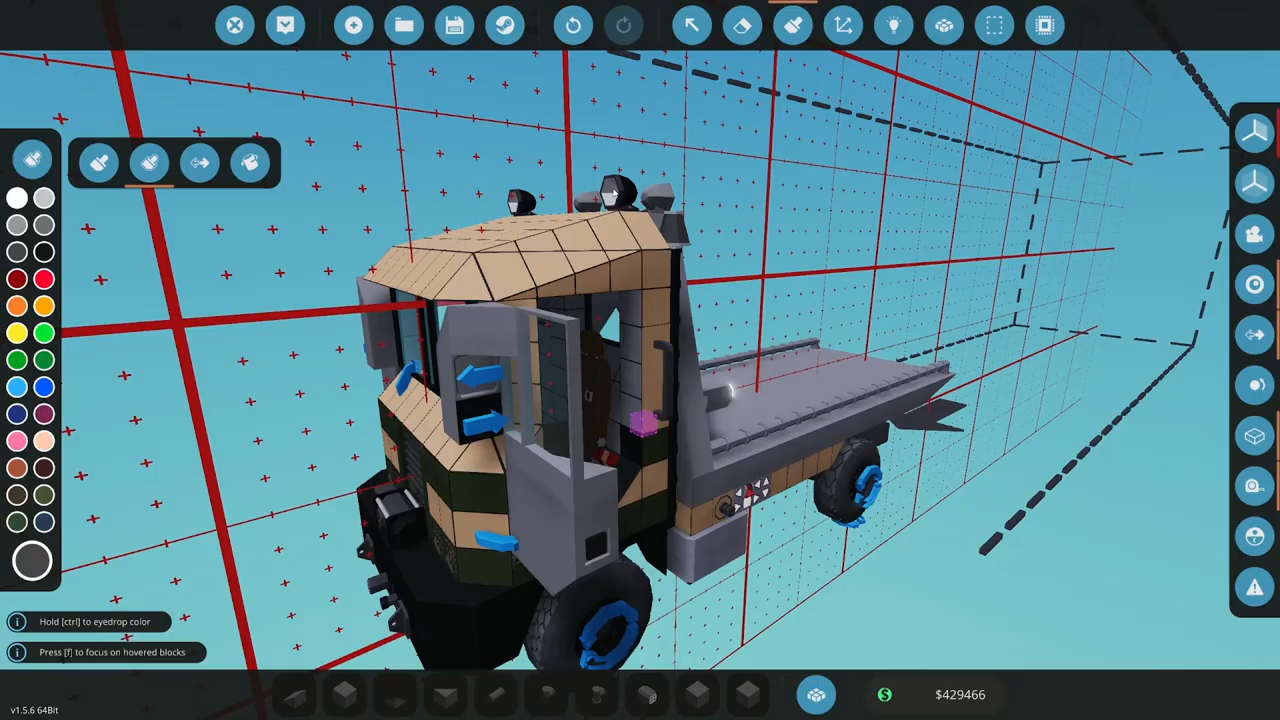 Hold [ctrl] to eyedrop color
Press [f] to focus on hovered blocks
$ $429466
v1.5.6 64Bit